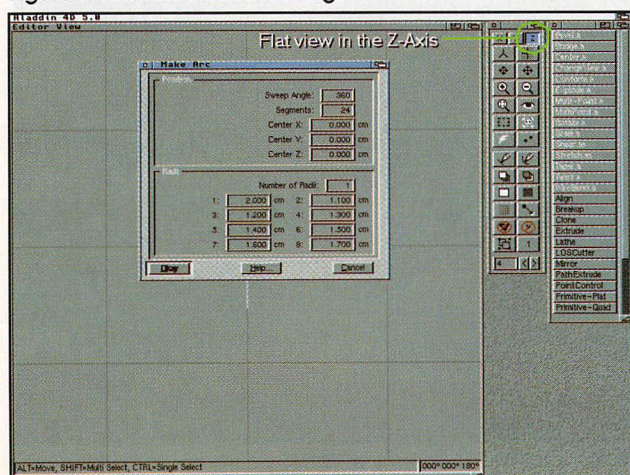 Aladdin 4D 5.0
Editor View
Flat view in the Z-Axis
Make Arc
Position
Sweep Angle: 360
Segments: 24
Center X: 0.000 cm
Center Y: 0.000 cm
Center Z: 0.000 cm
Radii
Number of Radii: 1
1: 2.000 cm 2: 1.100 cm
3: 1.200 cm 4: 1.300 cm
5: 1.400 cm 6: 1.500 cm
7: 1.600 cm 8: 1.700 cm
Okay Help... Cancel
Z
1
4 < >
Align
Breakup
Clone
Extrude
Lathe
LOSCutter
Mirror
PathExtrude
PointControl
Primitive-Plat
Primitive-Quad
ALT=Move, SHIFT=Multi Select, CTRL=Single Select
000° 000° 180°